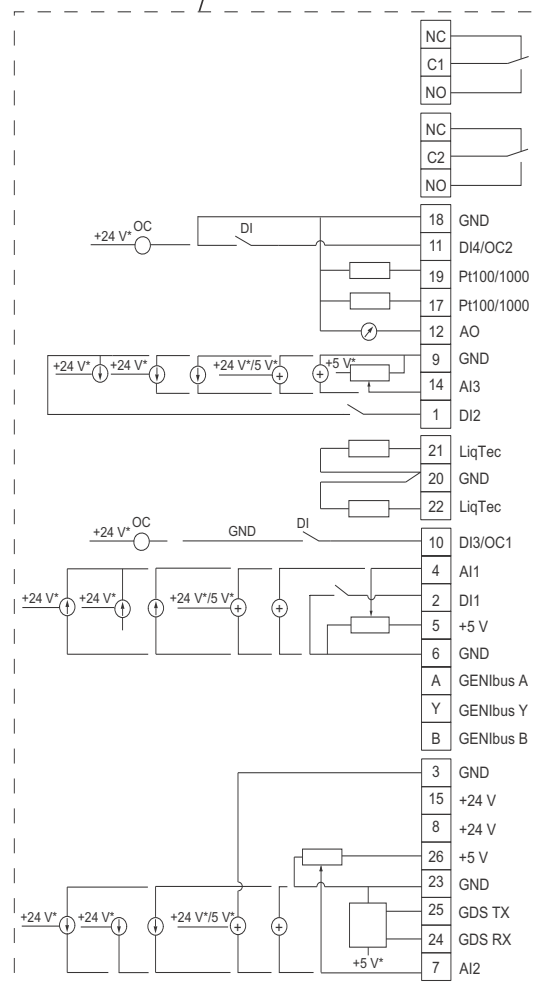 NC
C1
NO
NC
C2
NO
18 GND
+24 V* OC DI 11 DI4/OC2
19 Pt100/1000
17 Pt100/1000
12 AO
9 GND
+24 V* +24 V* +24 V*/5 V* +5 V*
14 AI3
1 DI2
21 LiqTec
20 GND
22 LiqTec
+24 V* OC GND DI 10 DI3/OC1
4 AI1
+24 V* +24 V* +24 V*/5 V* 2 DI1
5 +5 V
6 GND
A GENIbus A
Y GENIbus Y
B GENIbus B
3 GND
15 +24 V
8 +24 V
26 +5 V
23 GND
+24 V* +24 V* +24 V*/5 V* 25 GDS TX
24 GDS RX
+5 V* 7 AI2